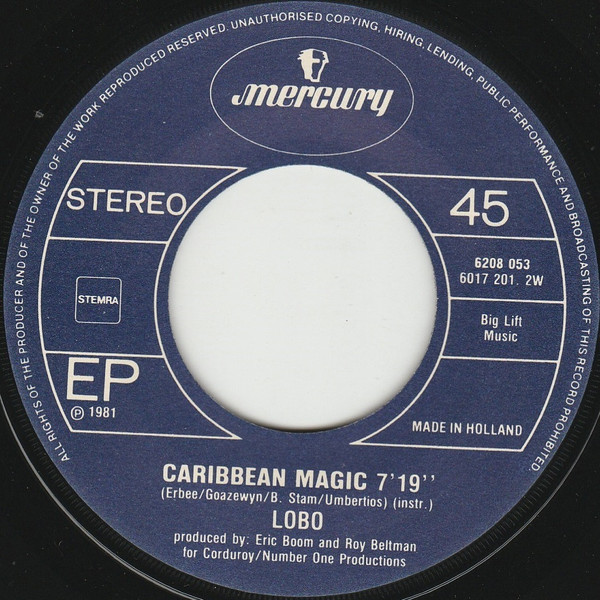 ALL RIGHTS OF THE PRODUCER AND OF THE OWNER OF THE WORK REPRODUCED RESERVED. UNAUTHORISED COPYING, HIRING, LENDING, PUBLIC PERFORMANCE AND BROADCASTING OF THIS RECORD PROHIBITED.
mercury
STEREO
45
6208 053
6017 201. 2W
STEMRA
Big Lift
Music
EP
Ⓟ 1981
MADE IN HOLLAND
CARIBBEAN MAGIC 7'19''
(Erbee/Goazewyn/B. Stam/Umbertios) (instr.)
LOBO
produced by: Eric Boom and Roy Beltman
for Corduroy/Number One Productions